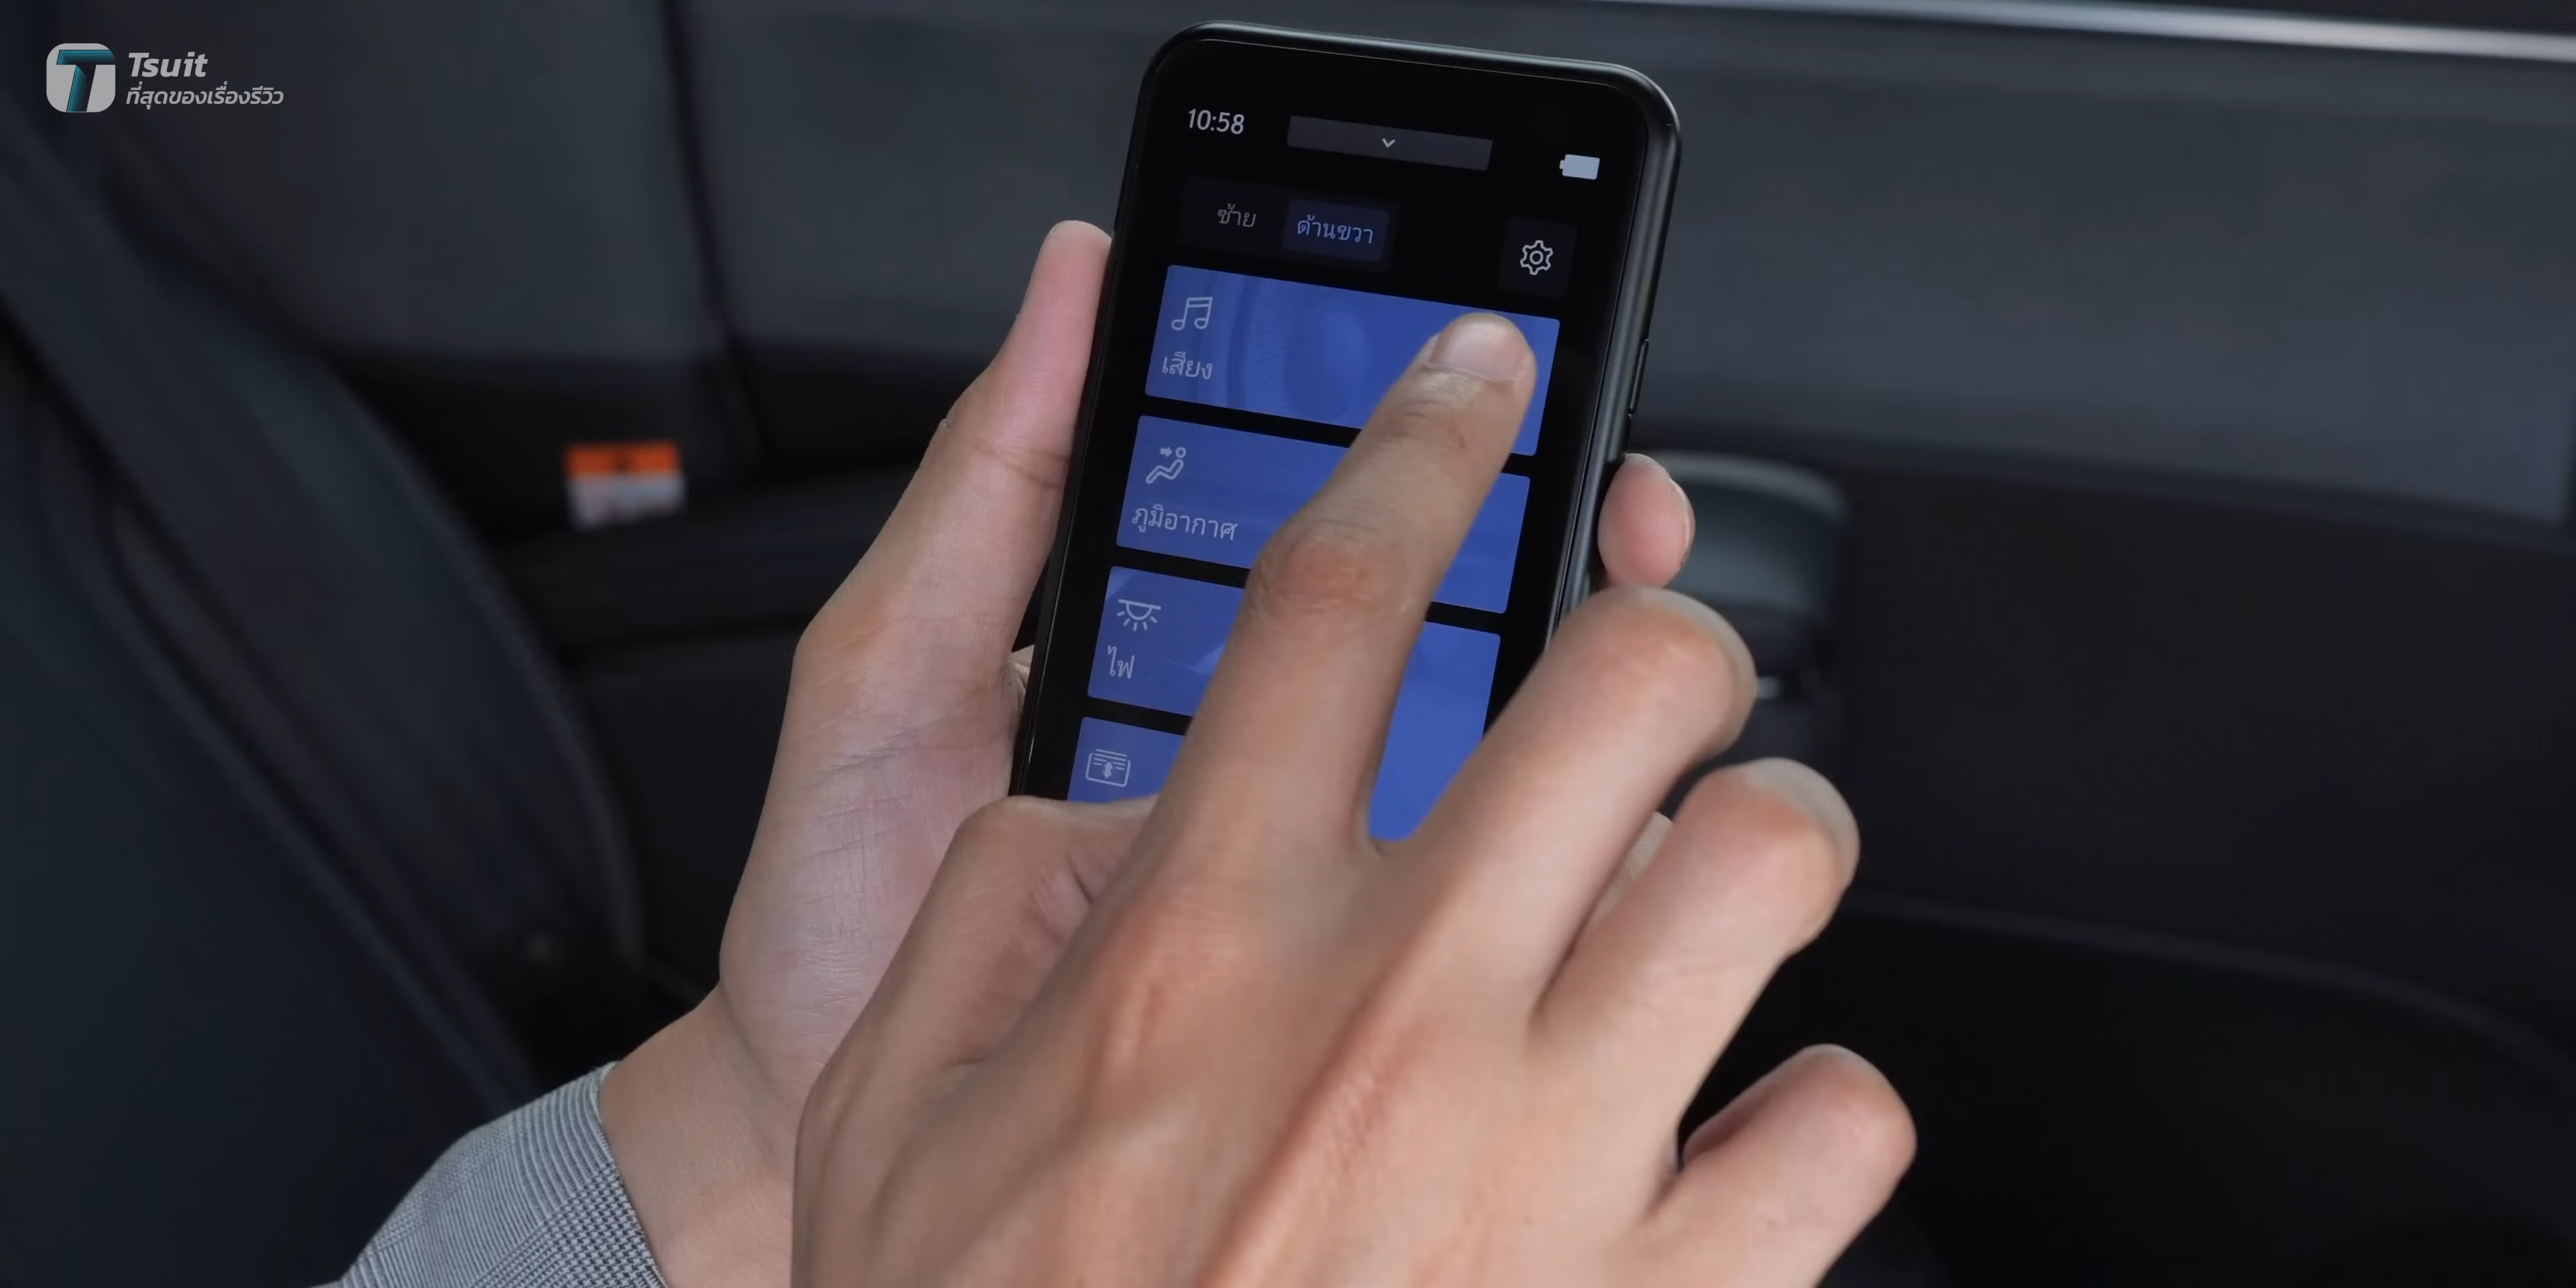 Tsuit
ที่สุดของเรื่องรีวิว
10:58
ซ้าย
ด้านขวา
เสียง
ภูมิอากาศ
ไฟ